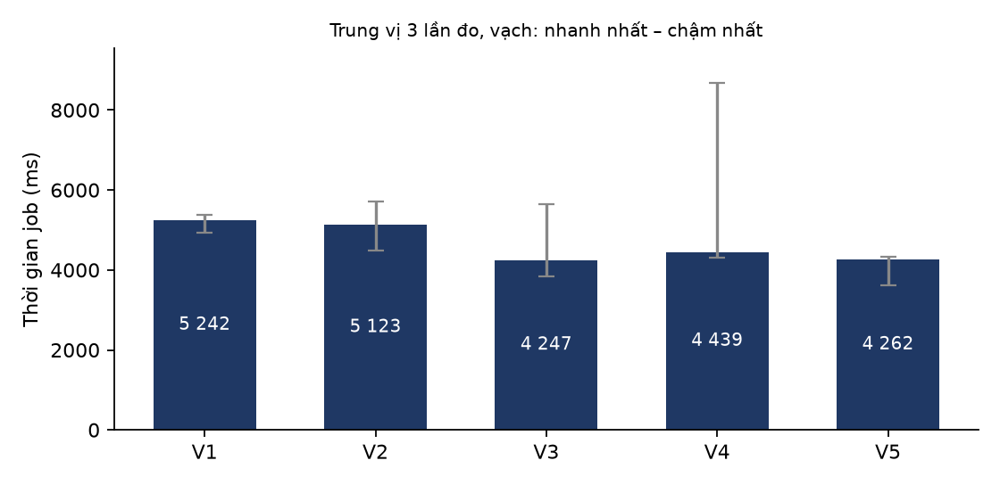 Trung vị 3 lần đo, vạch: nhanh nhất – chậm nhất
Thời gian job (ms)
8000
6000
4000
2000
0
5 242
5 123
4 247
4 439
4 262
V1
V2
V3
V4
V5